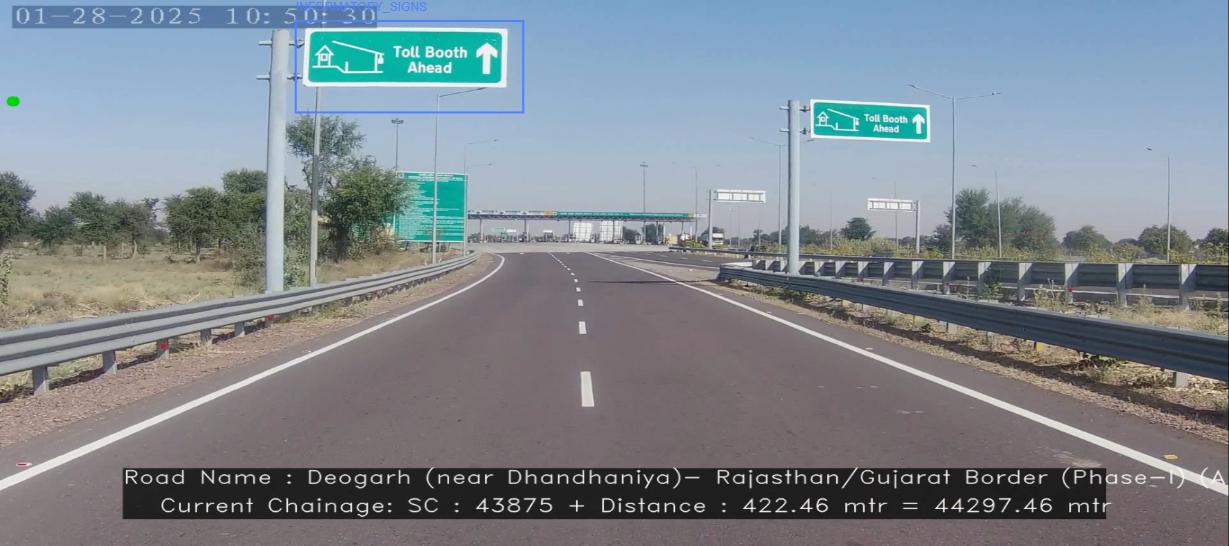 01-28-2025 10:50:30
INFORMATORY_SIGNS
Toll Booth
Ahead
Toll Booth
Ahead
Road Name : Deogarh (near Dhandhaniya)- Rajasthan/Gujarat Border (Phase-I) (A
Current Chainage: SC : 43875 + Distance : 422.46 mtr = 44297.46 mtr